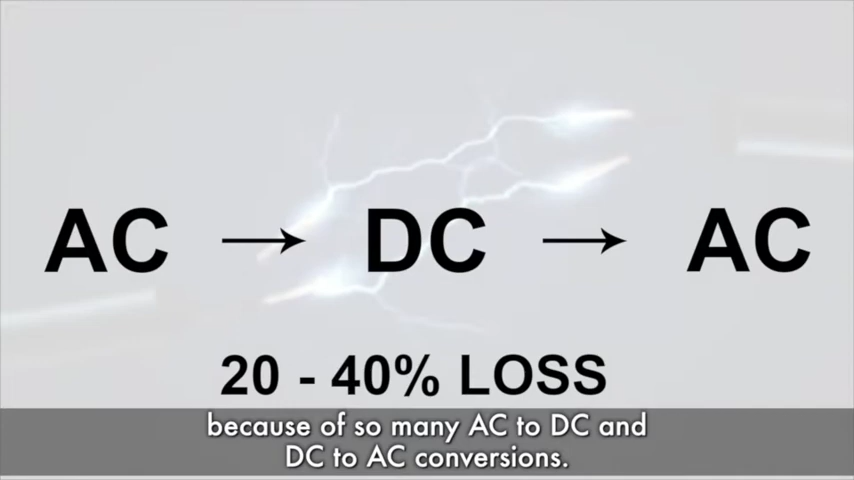 AC → DC → AC
20 - 40% LOSS
because of so many AC to DC and
DC to AC conversions.